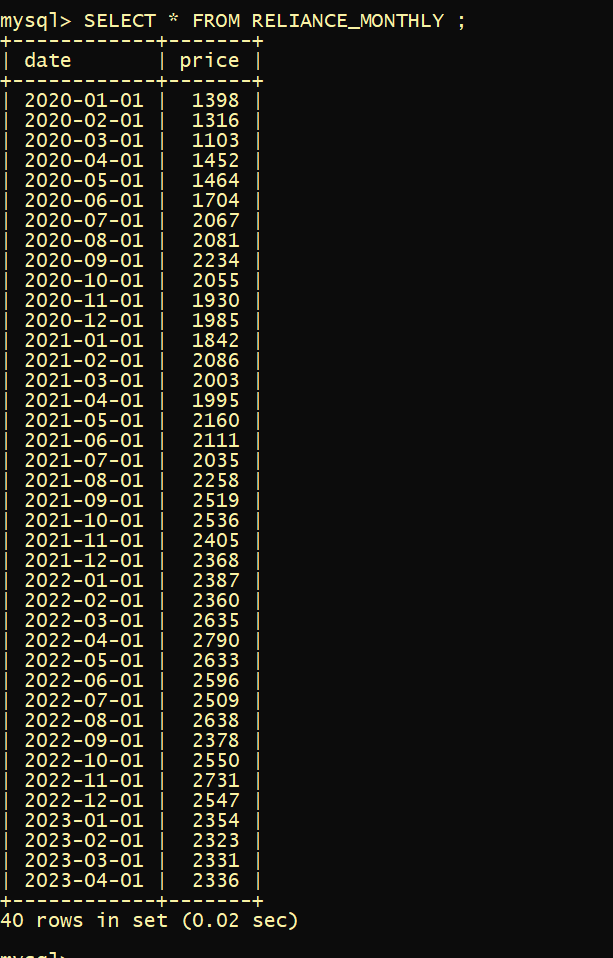 mysql> SELECT * FROM RELIANCE_MONTHLY ;
+------------+-------+
| date       | price |
+------------+-------+
| 2020-01-01 |  1398 |
| 2020-02-01 |  1316 |
| 2020-03-01 |  1103 |
| 2020-04-01 |  1452 |
| 2020-05-01 |  1464 |
| 2020-06-01 |  1704 |
| 2020-07-01 |  2067 |
| 2020-08-01 |  2081 |
| 2020-09-01 |  2234 |
| 2020-10-01 |  2055 |
| 2020-11-01 |  1930 |
| 2020-12-01 |  1985 |
| 2021-01-01 |  1842 |
| 2021-02-01 |  2086 |
| 2021-03-01 |  2003 |
| 2021-04-01 |  1995 |
| 2021-05-01 |  2160 |
| 2021-06-01 |  2111 |
| 2021-07-01 |  2035 |
| 2021-08-01 |  2258 |
| 2021-09-01 |  2519 |
| 2021-10-01 |  2536 |
| 2021-11-01 |  2405 |
| 2021-12-01 |  2368 |
| 2022-01-01 |  2387 |
| 2022-02-01 |  2360 |
| 2022-03-01 |  2635 |
| 2022-04-01 |  2790 |
| 2022-05-01 |  2633 |
| 2022-06-01 |  2596 |
| 2022-07-01 |  2509 |
| 2022-08-01 |  2638 |
| 2022-09-01 |  2378 |
| 2022-10-01 |  2550 |
| 2022-11-01 |  2731 |
| 2022-12-01 |  2547 |
| 2023-01-01 |  2354 |
| 2023-02-01 |  2323 |
| 2023-03-01 |  2331 |
| 2023-04-01 |  2336 |
+------------+-------+
40 rows in set (0.02 sec)
mysql>